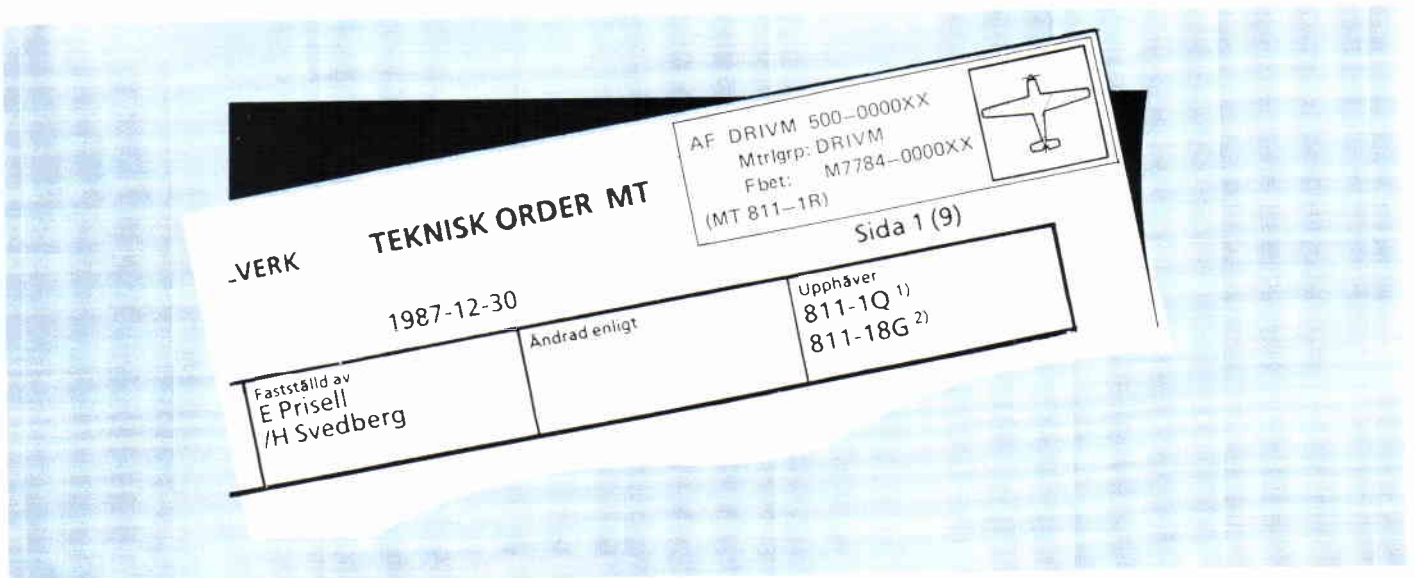 AF DRIVM 500-0000XX
Mtrlgrp: DRIVM
Fbet: M7784-0000XX
(MT 811-1R)
-VERK TEKNISK ORDER MT
Sida 1 (9)
1987-12-30
Fastställd av
E Prisell
/H Svedberg
Ändrad enligt
Upphäver
811-1Q 1)
811-18G 2)